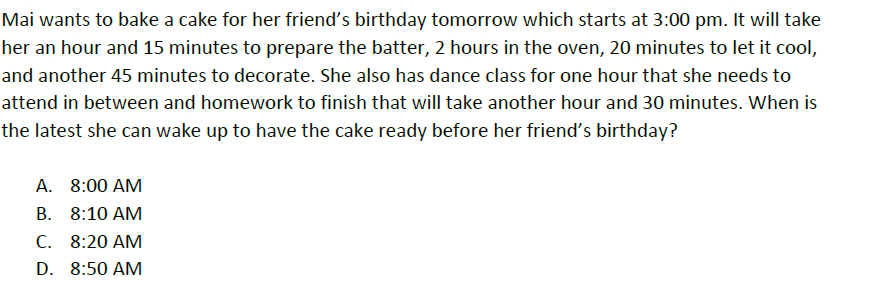 Mai wants to bake a cake for her friend’s birthday tomorrow which starts at 3:00 pm. It will take
her an hour and 15 minutes to prepare the batter, 2 hours in the oven, 20 minutes to let it cool,
and another 45 minutes to decorate. She also has dance class for one hour that she needs to
attend in between and homework to finish that will take another hour and 30 minutes. When is
the latest she can wake up to have the cake ready before her friend’s birthday?
A. 8:00 AM
B. 8:10 AM
C. 8:20 AM
D. 8:50 AM